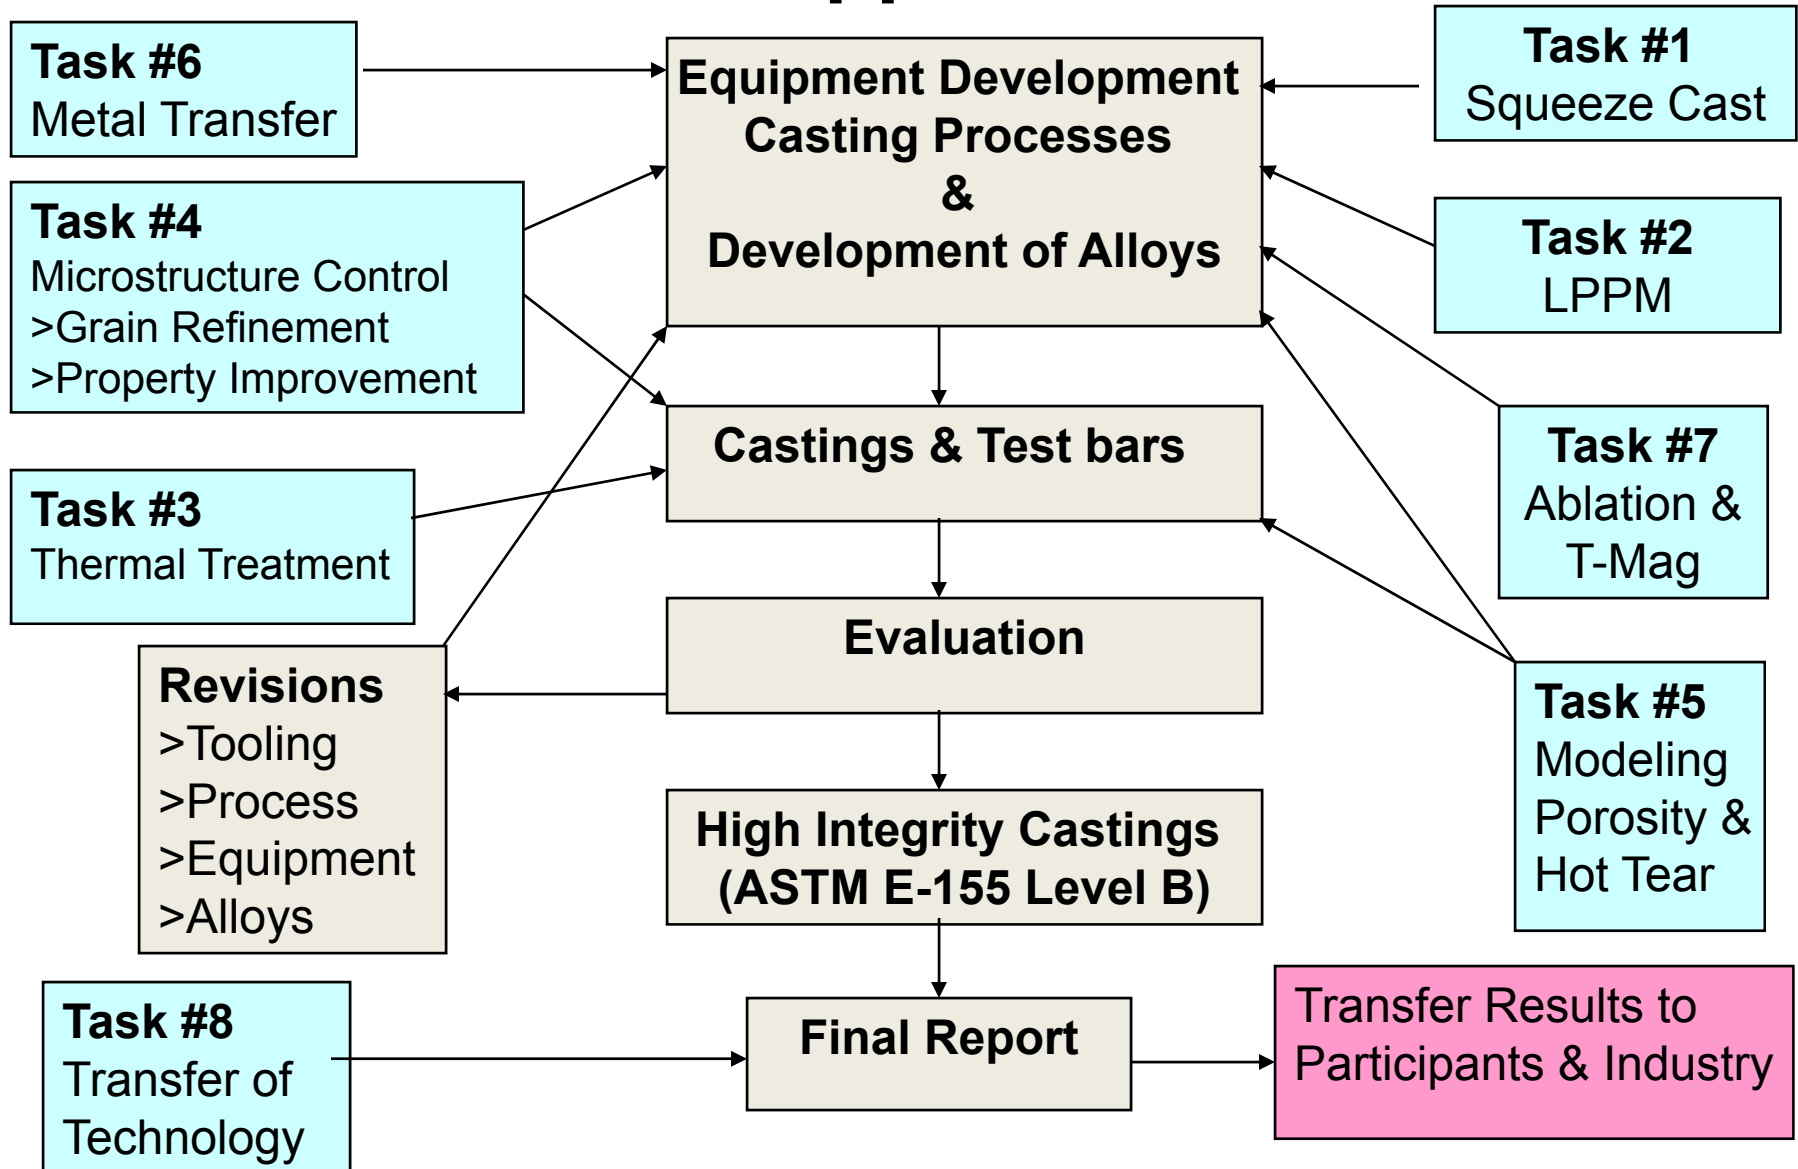 Task #6
Metal Transfer
Equipment Development
Casting Processes
&
Development of Alloys
Task #1
Squeeze Cast
Task #4
Microstructure Control
>Grain Refinement
>Property Improvement
Task #2
LPPM
Castings & Test bars
Task #7
Ablation &
T-Mag
Task #3
Thermal Treatment
Evaluation
Revisions
>Tooling
>Process
>Equipment
>Alloys
Task #5
Modeling
Porosity &
Hot Tear
High Integrity Castings
(ASTM E-155 Level B)
Task #8
Transfer of
Technology
Final Report
Transfer Results to
Participants & Industry